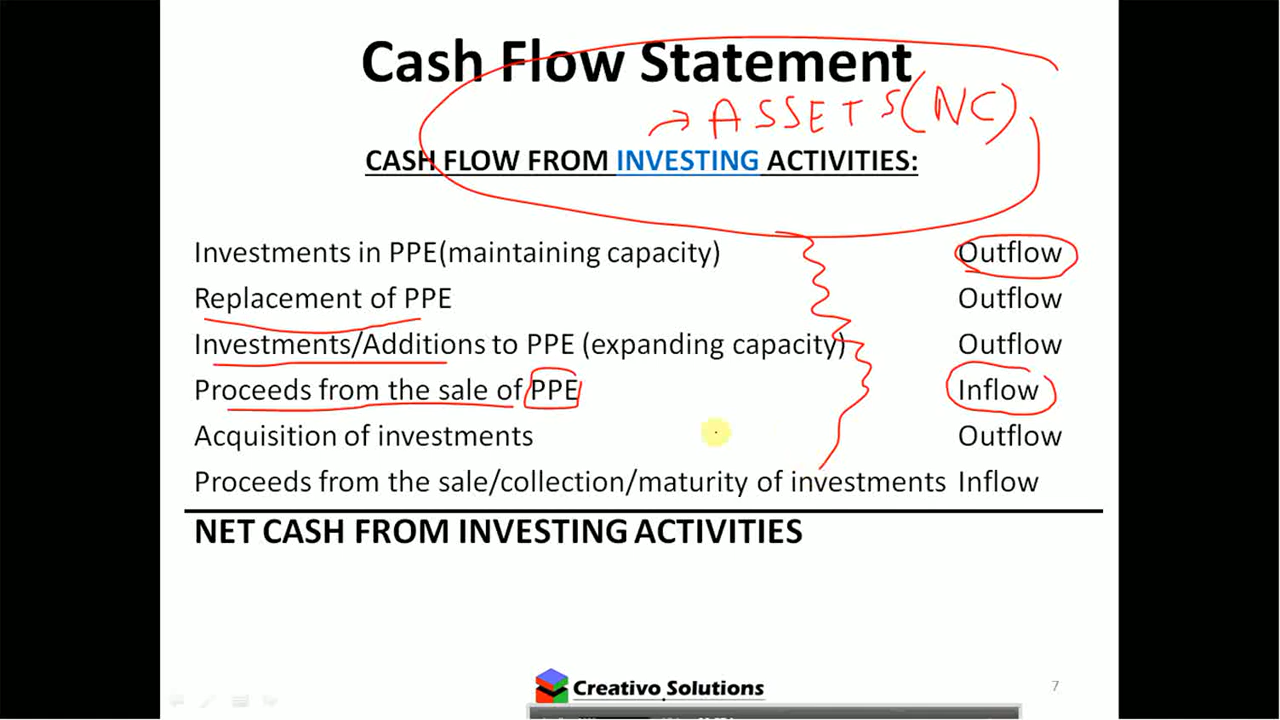 Cash Flow Statement
→ ASSETS (NC)
CASH FLOW FROM INVESTING ACTIVITIES:
Investments in PPE(maintaining capacity) Outflow
Replacement of PPE Outflow
Investments/Additions to PPE (expanding capacity) Outflow
Proceeds from the sale of PPE Inflow
Acquisition of investments Outflow
Proceeds from the sale/collection/maturity of investments Inflow
NET CASH FROM INVESTING ACTIVITIES
Creativo Solutions
7